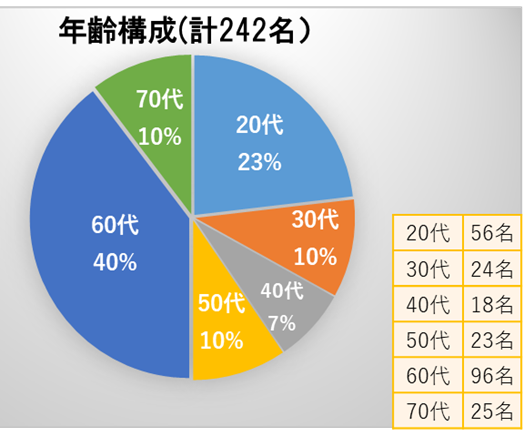 年齢構成(計242名）
70代
10%
20代
23%
30代
10%
40代
7%
50代
10%
60代
40%
20代 56名
30代 24名
40代 18名
50代 23名
60代 96名
70代 25名